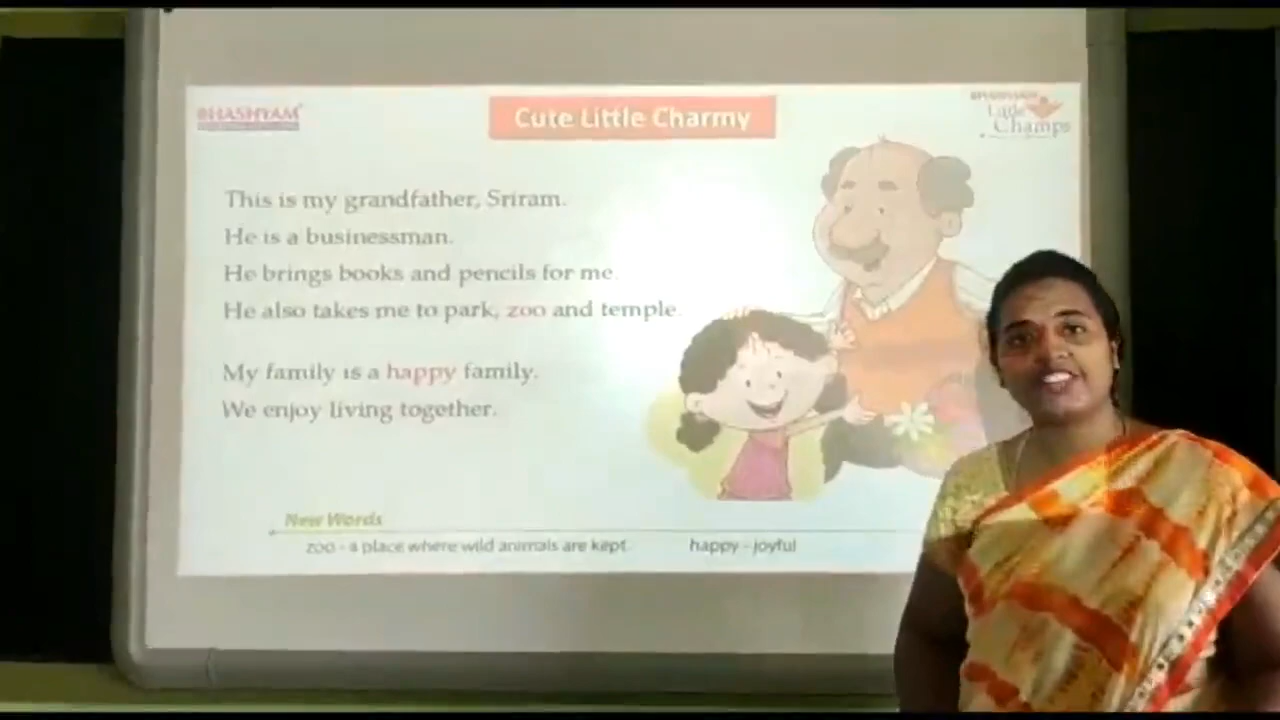 BHASHYAM
Cute Little Charmy
Little
Champs
This is my grandfather, Sriram.
He is a businessman.
He brings books and pencils for me.
He also takes me to park, zoo and temple.
My family is a happy family.
We enjoy living together.
New Words
zoo - a place where wild animals are kept
happy - joyful